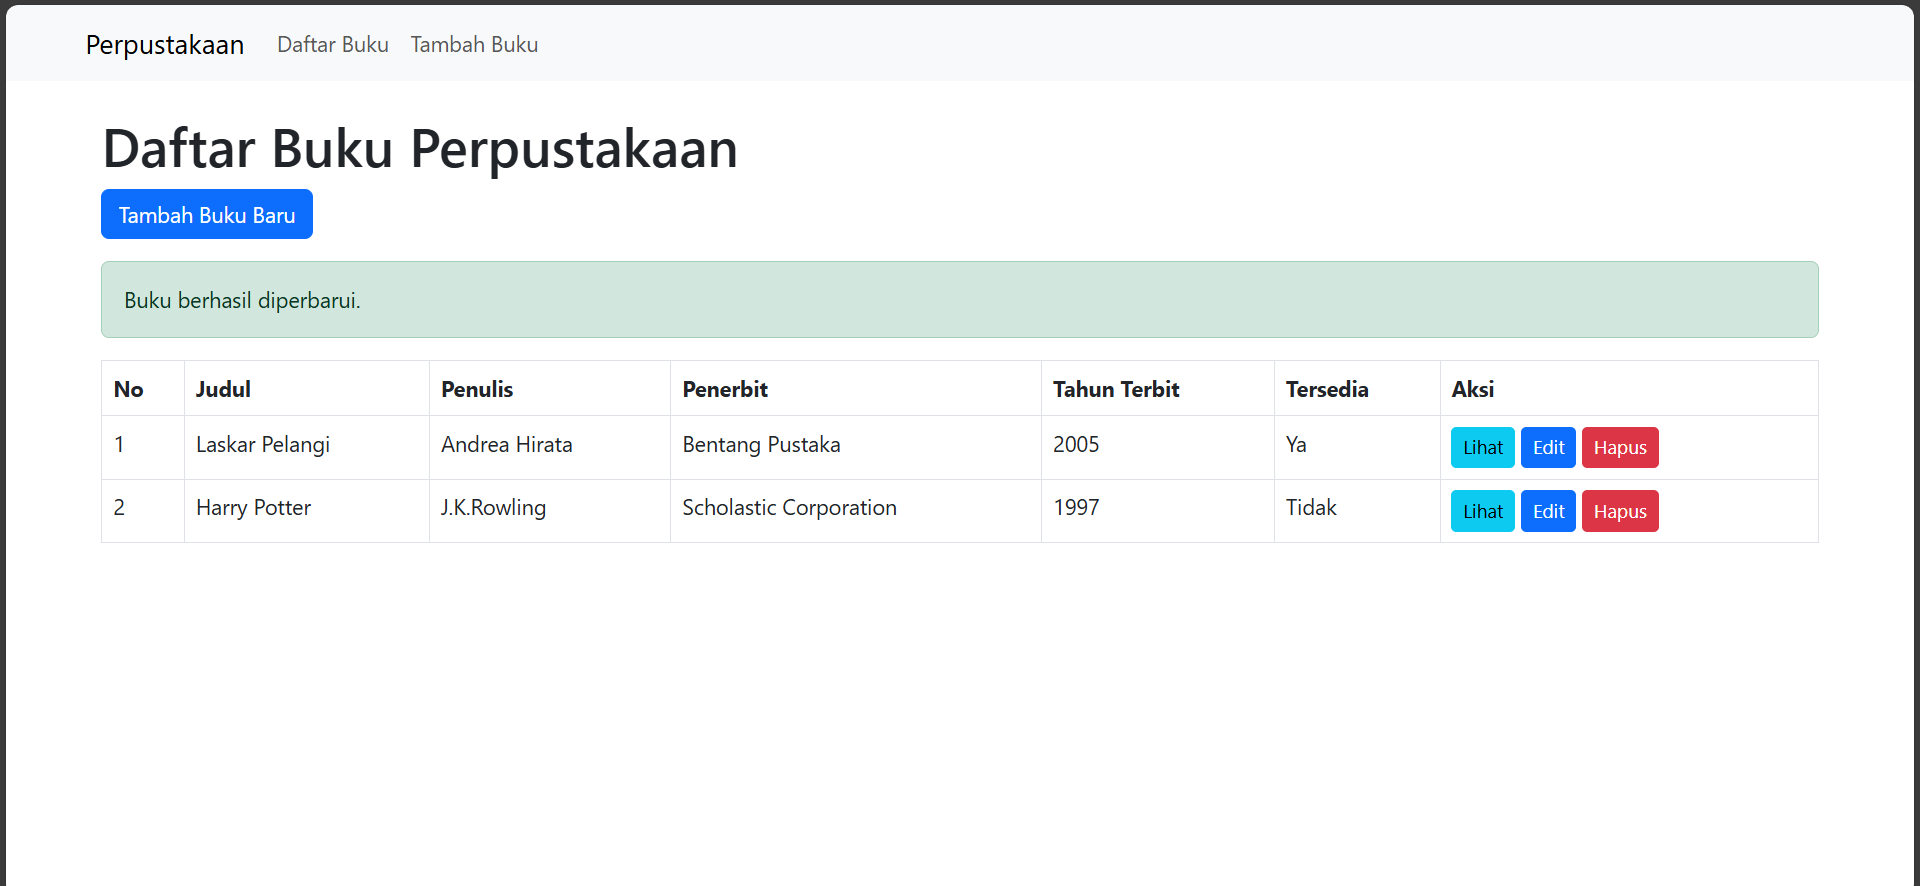 Perpustakaan Daftar Buku Tambah Buku
Daftar Buku Perpustakaan
Tambah Buku Baru
Buku berhasil diperbarui.
No Judul Penulis Penerbit Tahun Terbit Tersedia Aksi
1 Laskar Pelangi Andrea Hirata Bentang Pustaka 2005 Ya Lihat Edit Hapus
2 Harry Potter J.K.Rowling Scholastic Corporation 1997 Tidak Lihat Edit Hapus